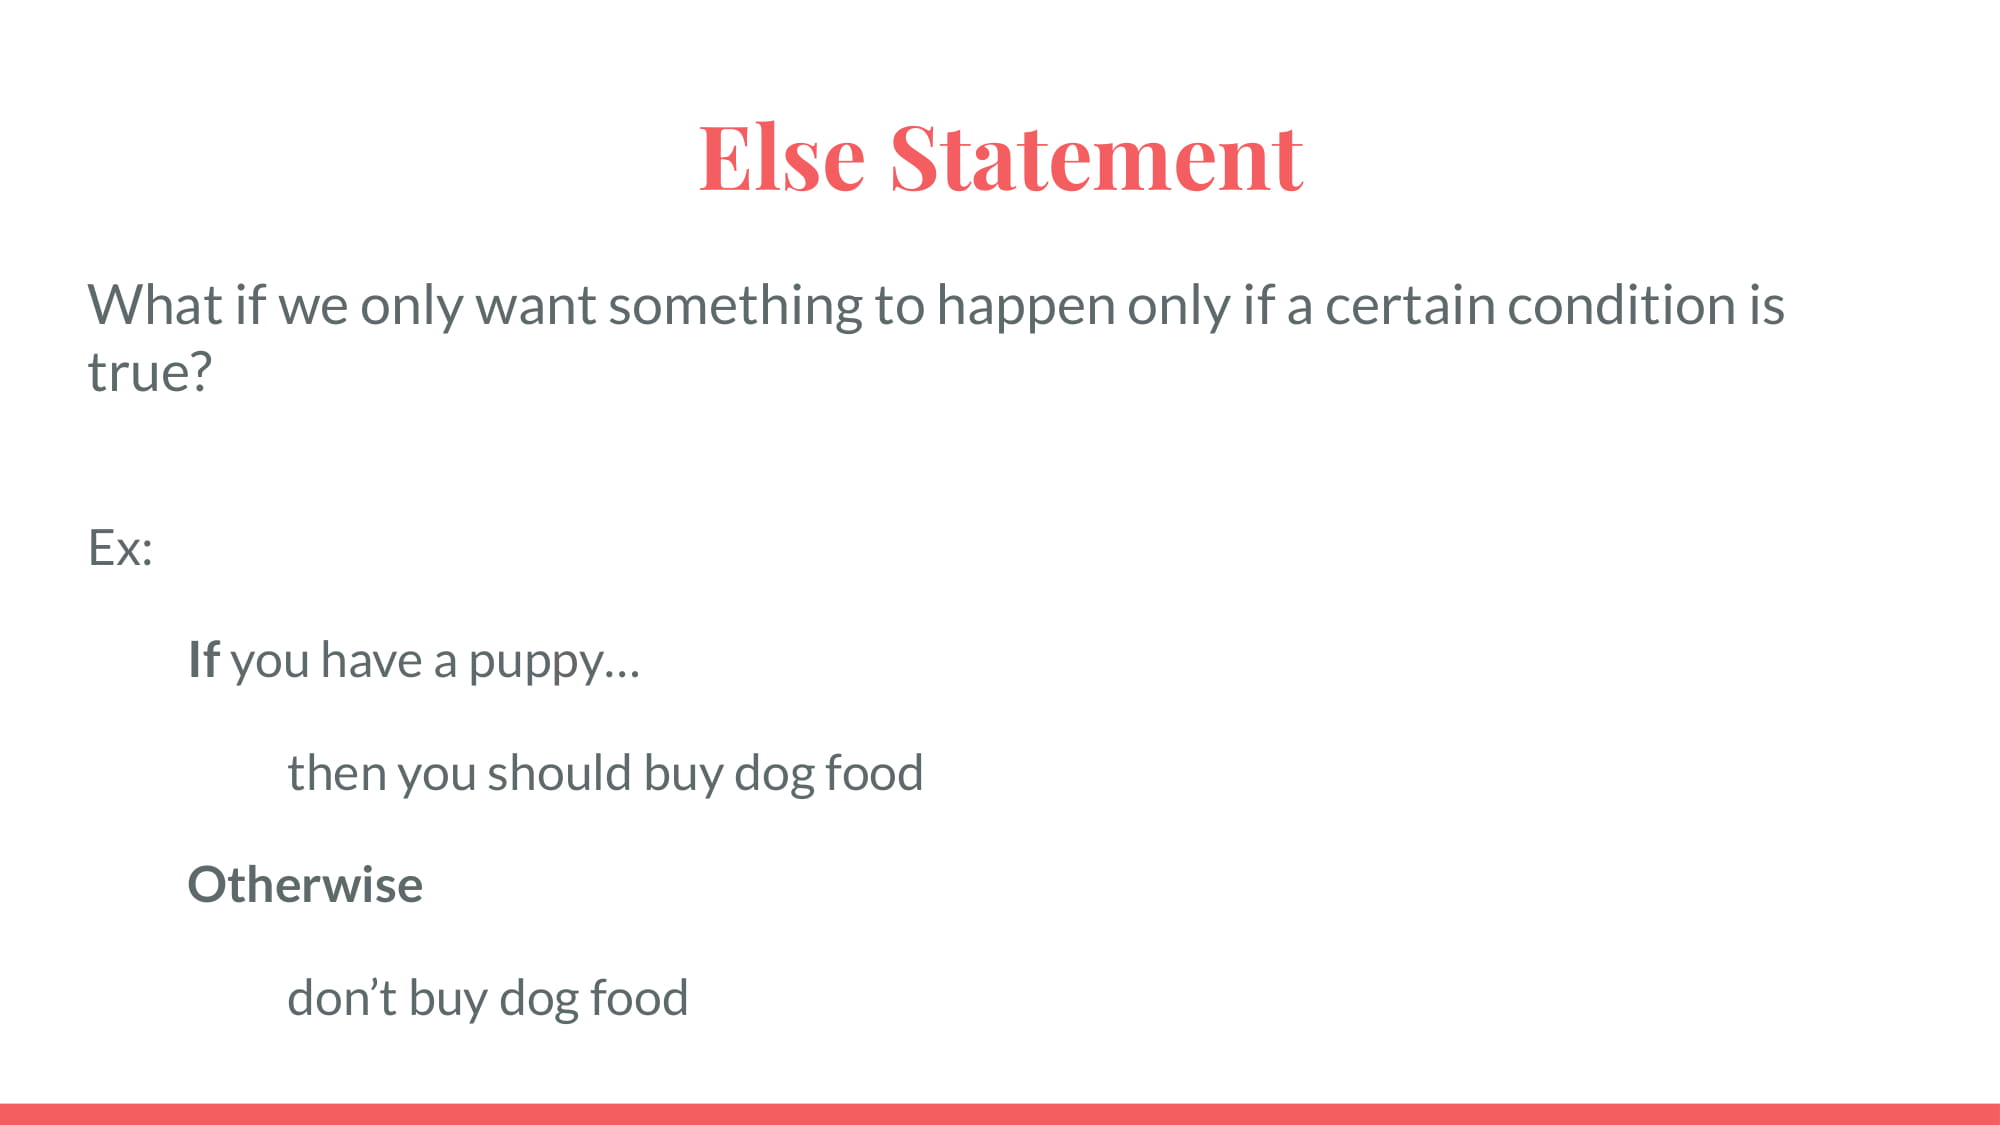 Else Statement
What if we only want something to happen only if a certain condition is
true?
Ex:
If you have a puppy...
then you should buy dog food
Otherwise
don’t buy dog food